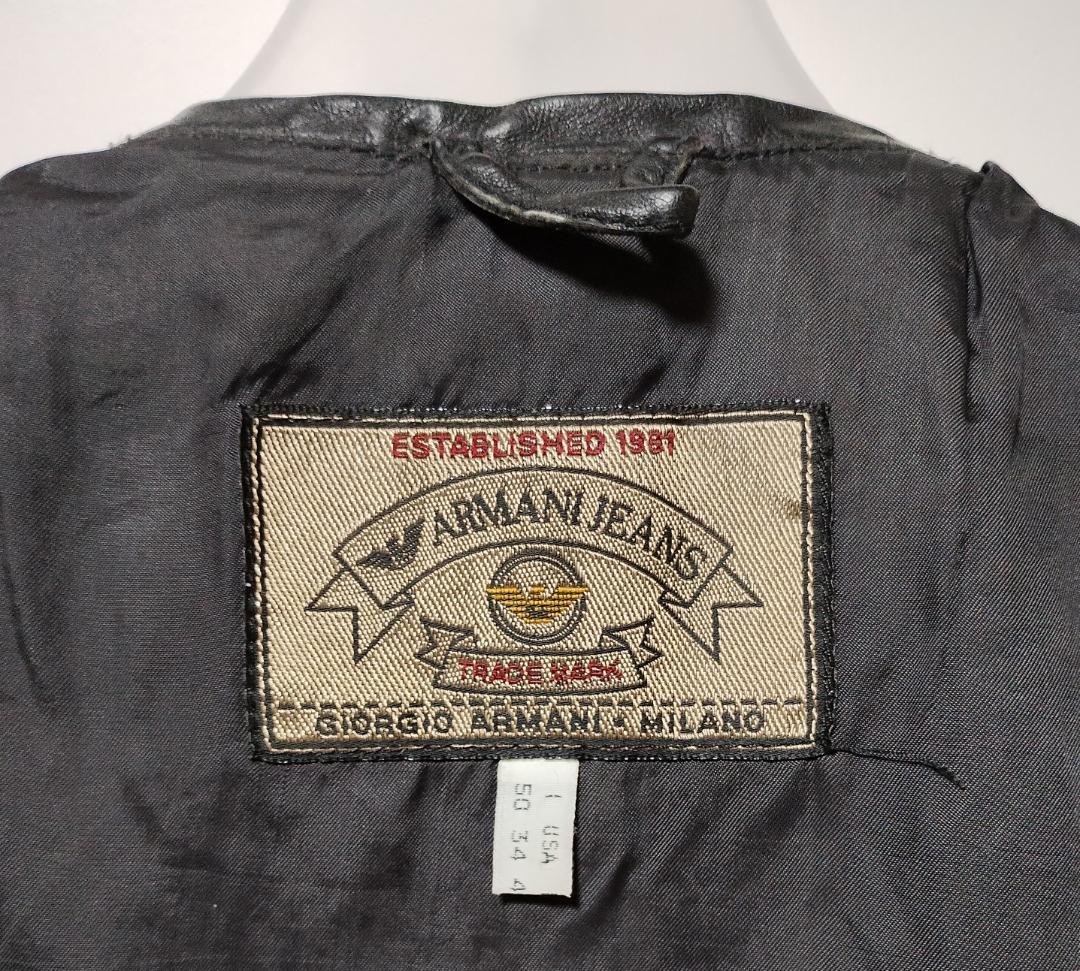 ESTABLISHED 1981
ARMANI JEANS
TRADE MARK
GIORGIO ARMANI • MILANO
I USA
50 34 4